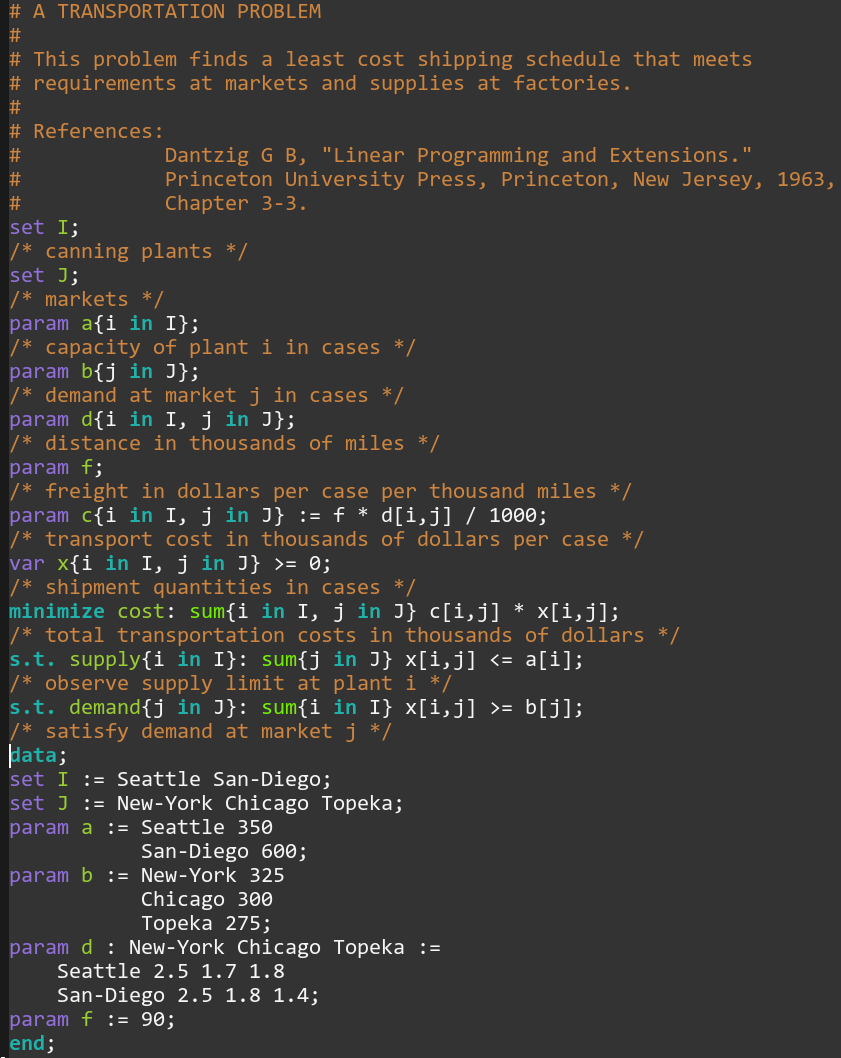 # A TRANSPORTATION PROBLEM
#
# This problem finds a least cost shipping schedule that meets
# requirements at markets and supplies at factories.
#
# References:
#            Dantzig G B, "Linear Programming and Extensions."
#            Princeton University Press, Princeton, New Jersey, 1963,
#            Chapter 3-3.
set I;
/* canning plants */
set J;
/* markets */
param a{i in I};
/* capacity of plant i in cases */
param b{j in J};
/* demand at market j in cases */
param d{i in I, j in J};
/* distance in thousands of miles */
param f;
/* freight in dollars per case per thousand miles */
param c{i in I, j in J} := f * d[i,j] / 1000;
/* transport cost in thousands of dollars per case */
var x{i in I, j in J} >= 0;
/* shipment quantities in cases */
minimize cost: sum{i in I, j in J} c[i,j] * x[i,j];
/* total transportation costs in thousands of dollars */
s.t. supply{i in I}: sum{j in J} x[i,j] <= a[i];
/* observe supply limit at plant i */
s.t. demand{j in J}: sum{i in I} x[i,j] >= b[j];
/* satisfy demand at market j */
data;
set I := Seattle San-Diego;
set J := New-York Chicago Topeka;
param a := Seattle 350
           San-Diego 600;
param b := New-York 325
           Chicago 300
           Topeka 275;
param d : New-York Chicago Topeka :=
    Seattle 2.5 1.7 1.8
    San-Diego 2.5 1.8 1.4;
param f := 90;
end;